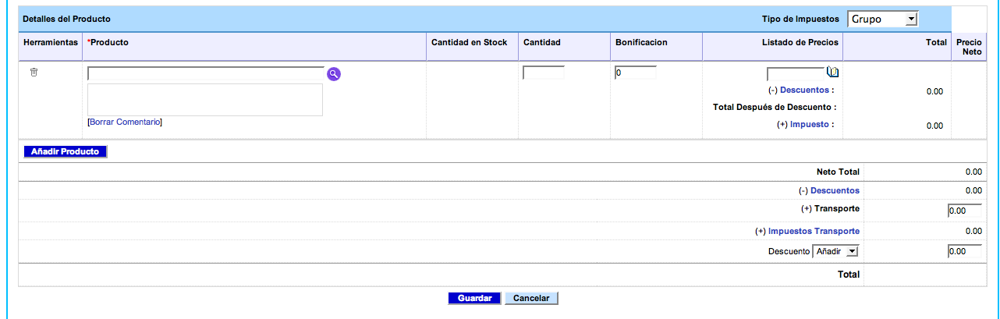 Detalles del Producto Tipo de Impuestos Grupo
Herramientas *Producto Cantidad en Stock Cantidad Bonificacion Listado de Precios Total Precio Neto
0
(-) Descuentos : 0.00
Total Después de Descuento :
[Borrar Comentario] (+) Impuesto : 0.00
Añadir Producto
Neto Total 0.00
(-) Descuentos 0.00
(+) Transporte 0.00
(+) Impuestos Transporte 0.00
Descuento Añadir 0.00
Total
Guardar Cancelar